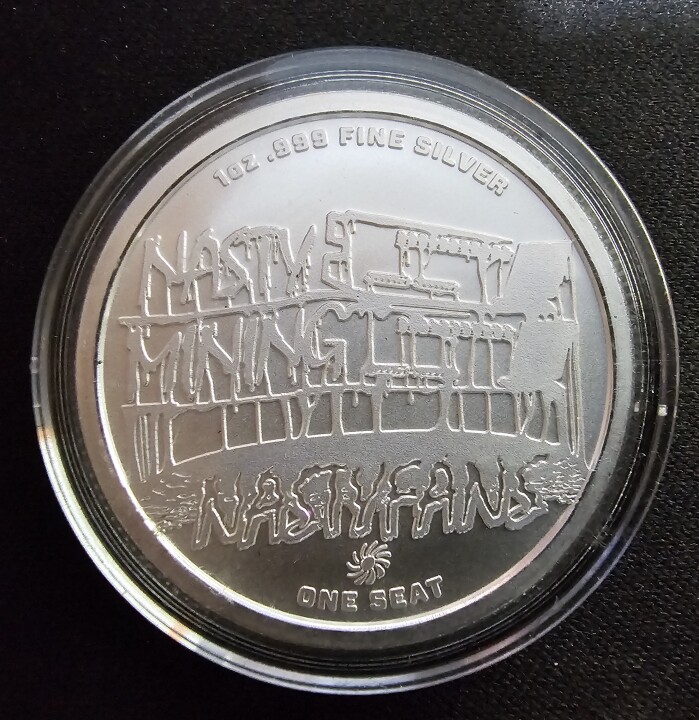 1oz .999 FINE SILVER
NASTY
MINING
NASTYFANS
ONE SEAT